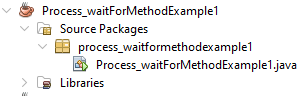 Process_waitForMethodExample1
Source Packages
process_waitformethodexample1
Process_waitForMethodExample1.java
Libraries